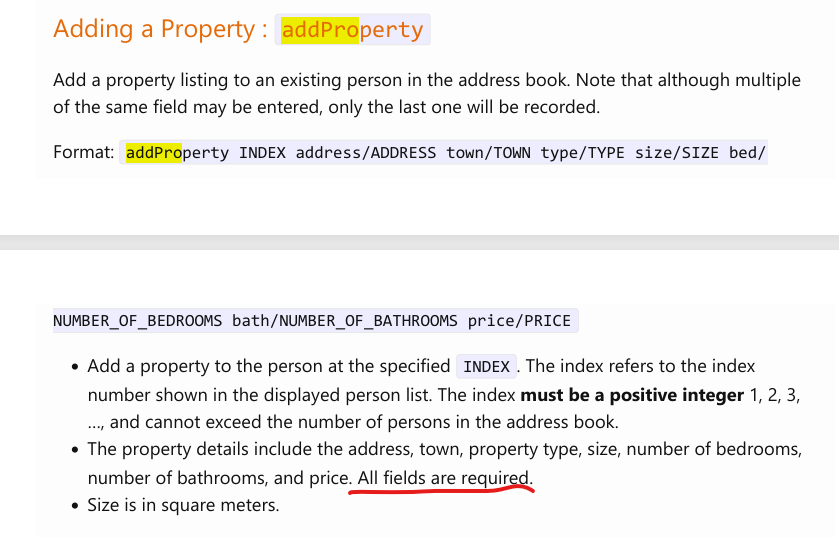 Adding a Property : addProperty
Add a property listing to an existing person in the address book. Note that although multiple
of the same field may be entered, only the last one will be recorded.
Format: addProperty INDEX address/ADDRESS town/TOWN type/TYPE size/SIZE bed/
NUMBER_OF_BEDROOMS bath/NUMBER_OF_BATHROOMS price/PRICE
• Add a property to the person at the specified INDEX. The index refers to the index
number shown in the displayed person list. The index must be a positive integer 1, 2, 3,
…, and cannot exceed the number of persons in the address book.
• The property details include the address, town, property type, size, number of bedrooms,
number of bathrooms, and price. All fields are required.
• Size is in square meters.